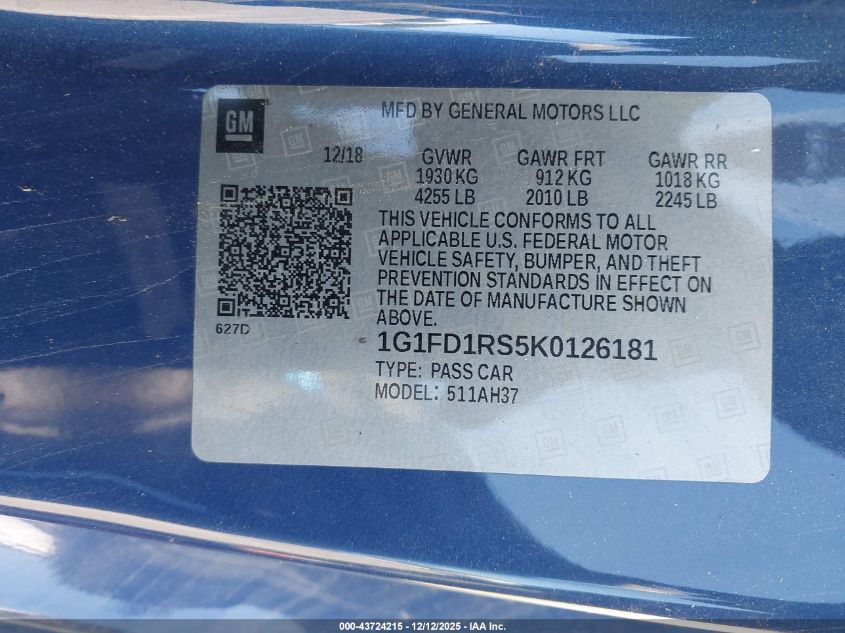 GM
MFD BY GENERAL MOTORS LLC
12/18
GVWR GAWR FRT GAWR RR
1930 KG 912 KG 1018 KG
4255 LB 2010 LB 2245 LB
THIS VEHICLE CONFORMS TO ALL
APPLICABLE U.S. FEDERAL MOTOR
VEHICLE SAFETY, BUMPER, AND THEFT
PREVENTION STANDARDS IN EFFECT ON
THE DATE OF MANUFACTURE SHOWN
ABOVE.
627D
1G1FD1RS5K0126181
TYPE: PASS CAR
MODEL: 511AH37
000-43724215 - 12/12/2025 - IAA Inc.